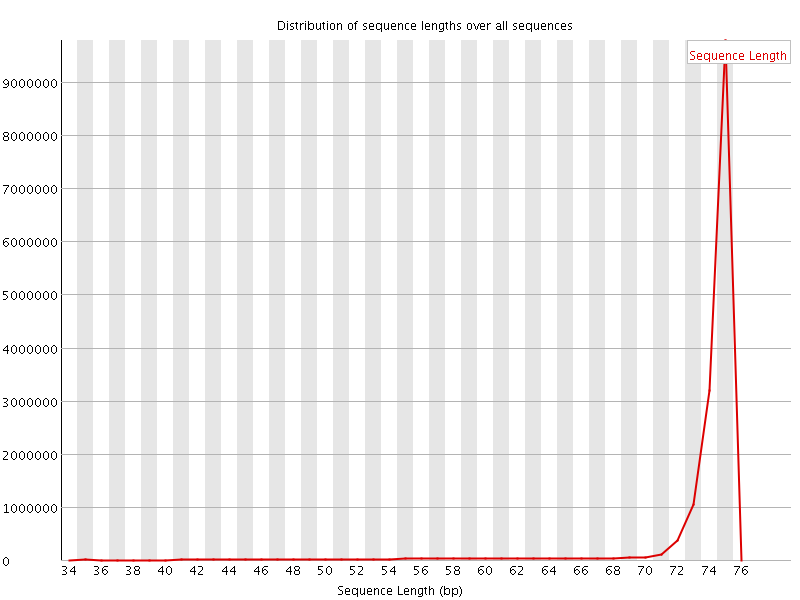 Distribution of sequence lengths over all sequences
Sequence Length
9000000
8000000
7000000
6000000
5000000
4000000
3000000
2000000
1000000
0
34 36 38 40 42 44 46 48 50 52 54 56 58 60 62 64 66 68 70 72 74 76
Sequence Length (bp)